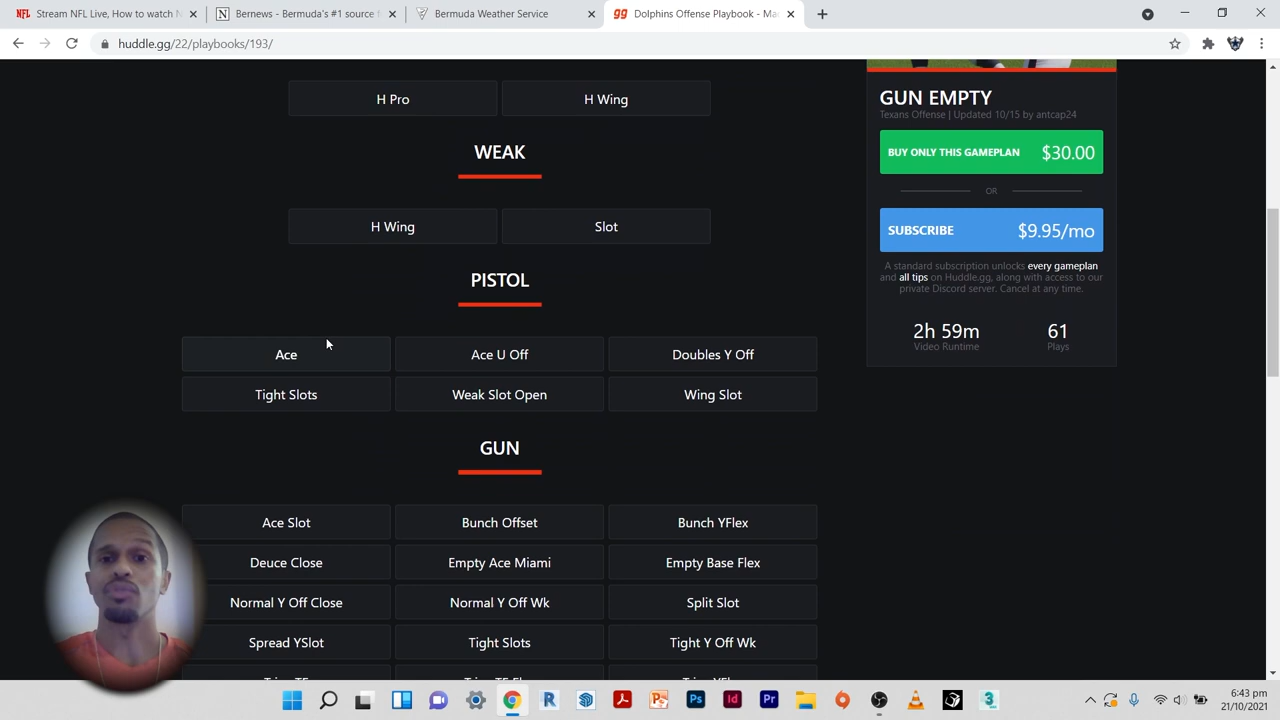 Stream NFL Live, How to watch N
Bernews - Bermuda's #1 source f
Bermuda Weather Service
Dolphins Offense Playbook - Mad
huddle.gg/22/playbooks/193/
H Pro
H Wing
WEAK
H Wing
Slot
PISTOL
Ace
Ace U Off
Doubles Y Off
Tight Slots
Weak Slot Open
Wing Slot
GUN
Ace Slot
Bunch Offset
Bunch YFlex
Deuce Close
Empty Ace Miami
Empty Base Flex
Normal Y Off Close
Normal Y Off Wk
Split Slot
Spread YSlot
Tight Slots
Tight Y Off Wk
GUN EMPTY
Texans Offense | Updated 10/15 by antcap24
BUY ONLY THIS GAMEPLAN $30.00
OR
SUBSCRIBE $9.95/mo
A standard subscription unlocks every gameplan
and all tips on Huddle.gg, along with access to our
private Discord server. Cancel at any time.
2h 59m
Video Runtime
61
Plays
6:43 pm
21/10/2021